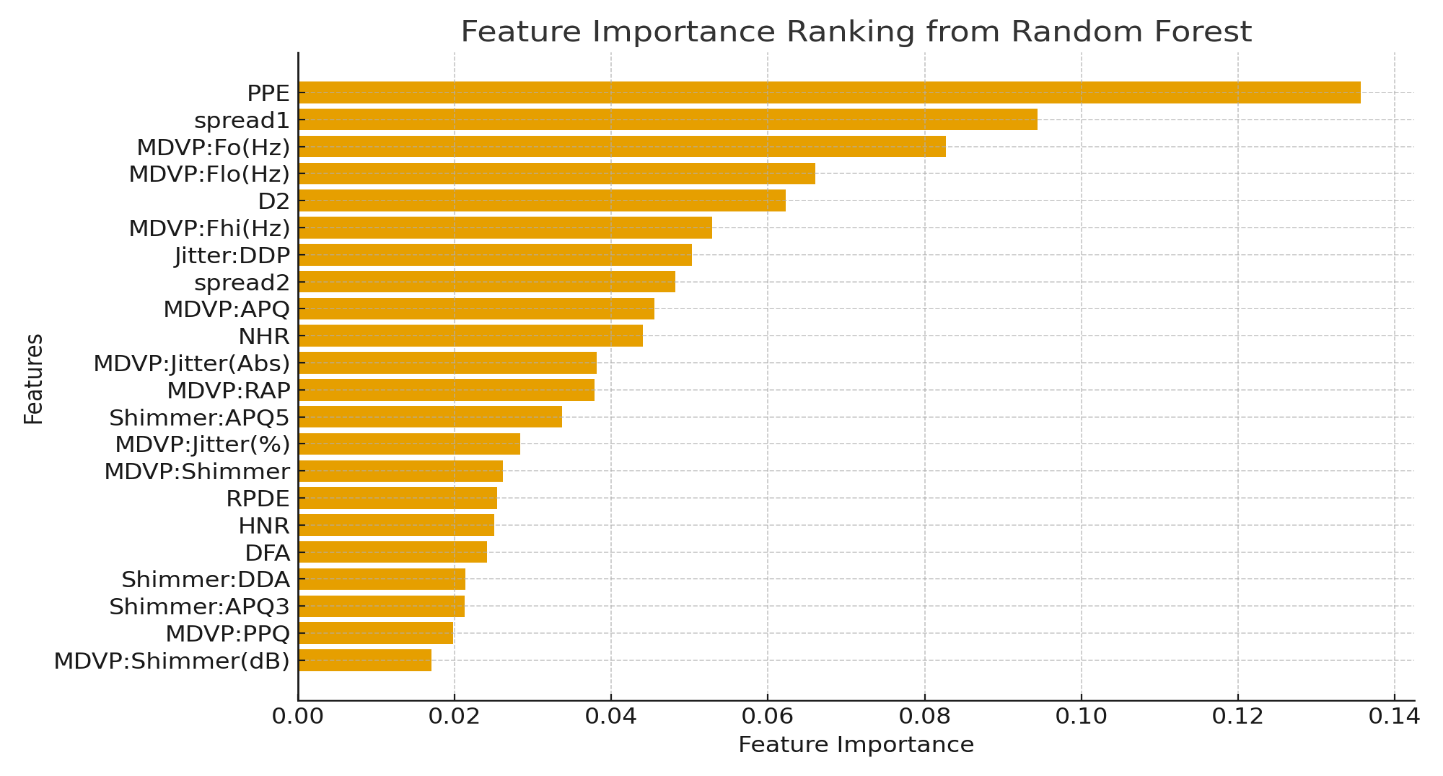 Feature Importance Ranking from Random Forest
PPE
spread1
MDVP:Fo(Hz)
MDVP:Flo(Hz)
D2
MDVP:Fhi(Hz)
Jitter:DDP
spread2
MDVP:APQ
NHR
MDVP:Jitter(Abs)
MDVP:RAP
Shimmer:APQ5
MDVP:Jitter(%)
MDVP:Shimmer
RPDE
HNR
DFA
Shimmer:DDA
Shimmer:APQ3
MDVP:PPQ
MDVP:Shimmer(dB)
Features
0.00 0.02 0.04 0.06 0.08 0.10 0.12 0.14
Feature Importance